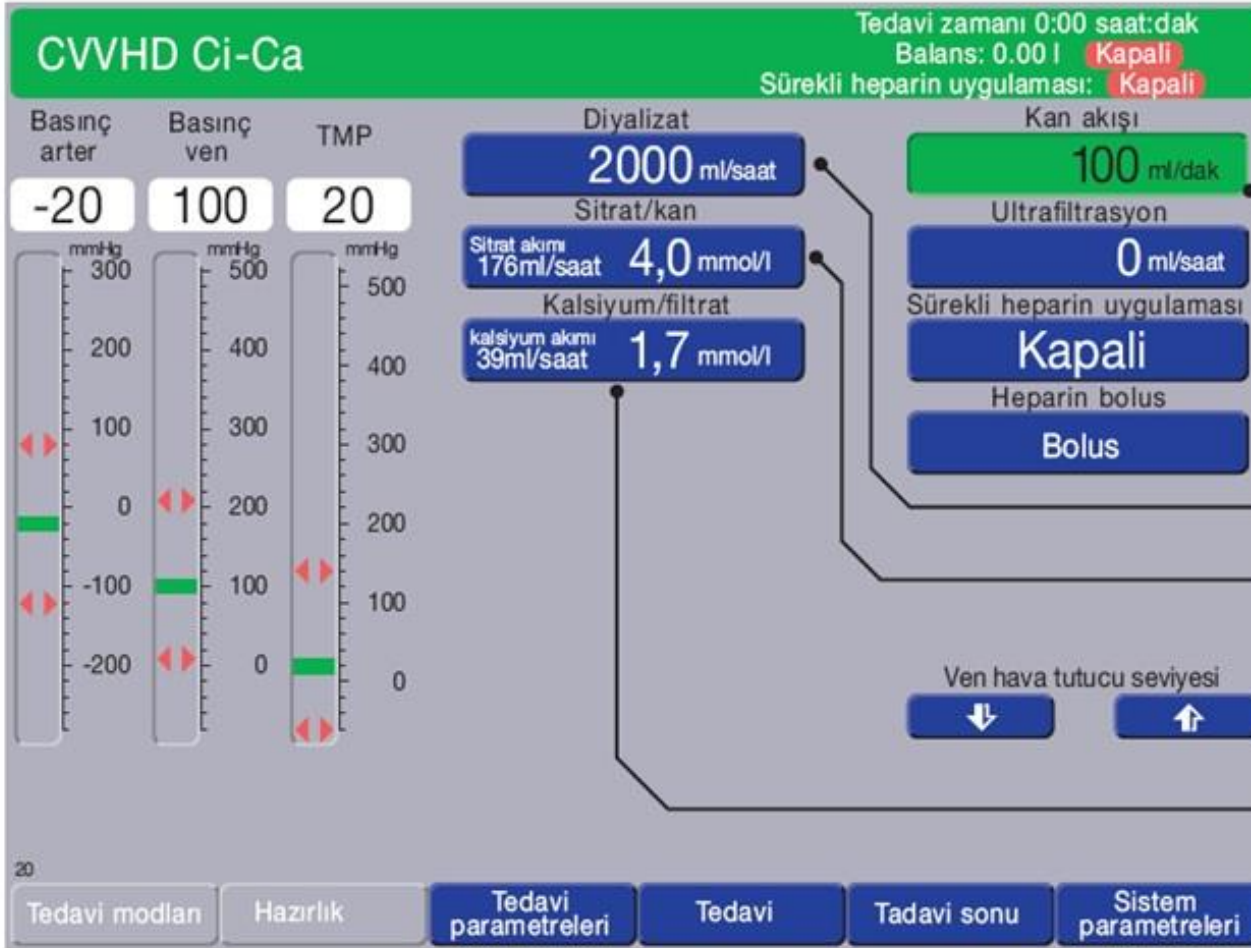 CVVHD Ci-Ca
Tedavi zamanı 0:00 saat:dak
Balans: 0.00 l Kapali
Sürekli heparin uygulaması: Kapali
Basınç
arter
Basınç
ven
TMP
-20
100
20
mmHg
mmHg
mmHg
300
200
100
0
-100
-200
500
400
300
200
100
0
500
400
300
200
100
0
Diyalizat
2000 ml/saat
Sitrat/kan
Sitrat akımı
176ml/saat 4,0 mmol/l
Kalsiyum/filtrat
kalsiyum akımı
39ml/saat 1,7 mmol/l
Kan akışı
100 ml/dak
Ultrafiltrasyon
0 ml/saat
Sürekli heparin uygulaması
Kapali
Heparin bolus
Bolus
Ven hava tutucu seviyesi
20
Tedavi modları
Hazırlık
Tedavi
parametreleri
Tedavi
Tadavi sonu
Sistem
parametreleri